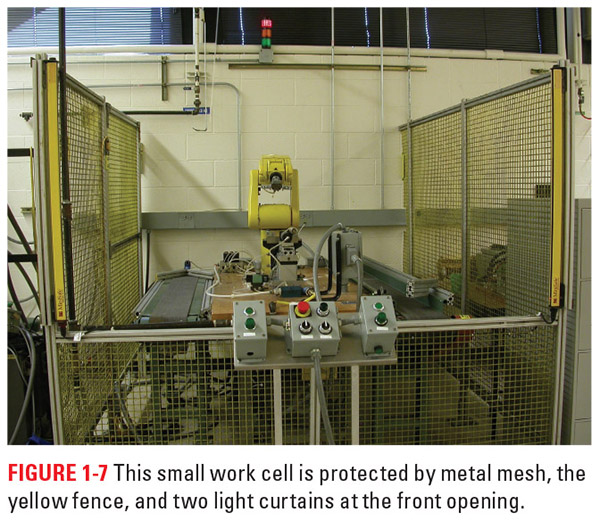 FIGURE 1-7 This small work cell is protected by metal mesh, the
yellow fence, and two light curtains at the front opening.